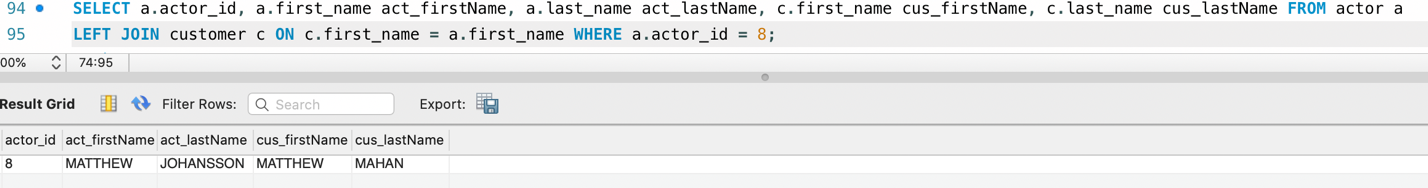 94 SELECT a.actor_id, a.first_name act_firstName, a.last_name act_lastName, c.first_name cus_firstName, c.last_name cus_lastName FROM actor a
95 LEFT JOIN customer c ON c.first_name = a.first_name WHERE a.actor_id = 8;
00% 74:95
Result Grid Filter Rows: Search Export:
actor_id act_firstName act_lastName cus_firstName cus_lastName
8 MATTHEW JOHANSSON MATTHEW MAHAN